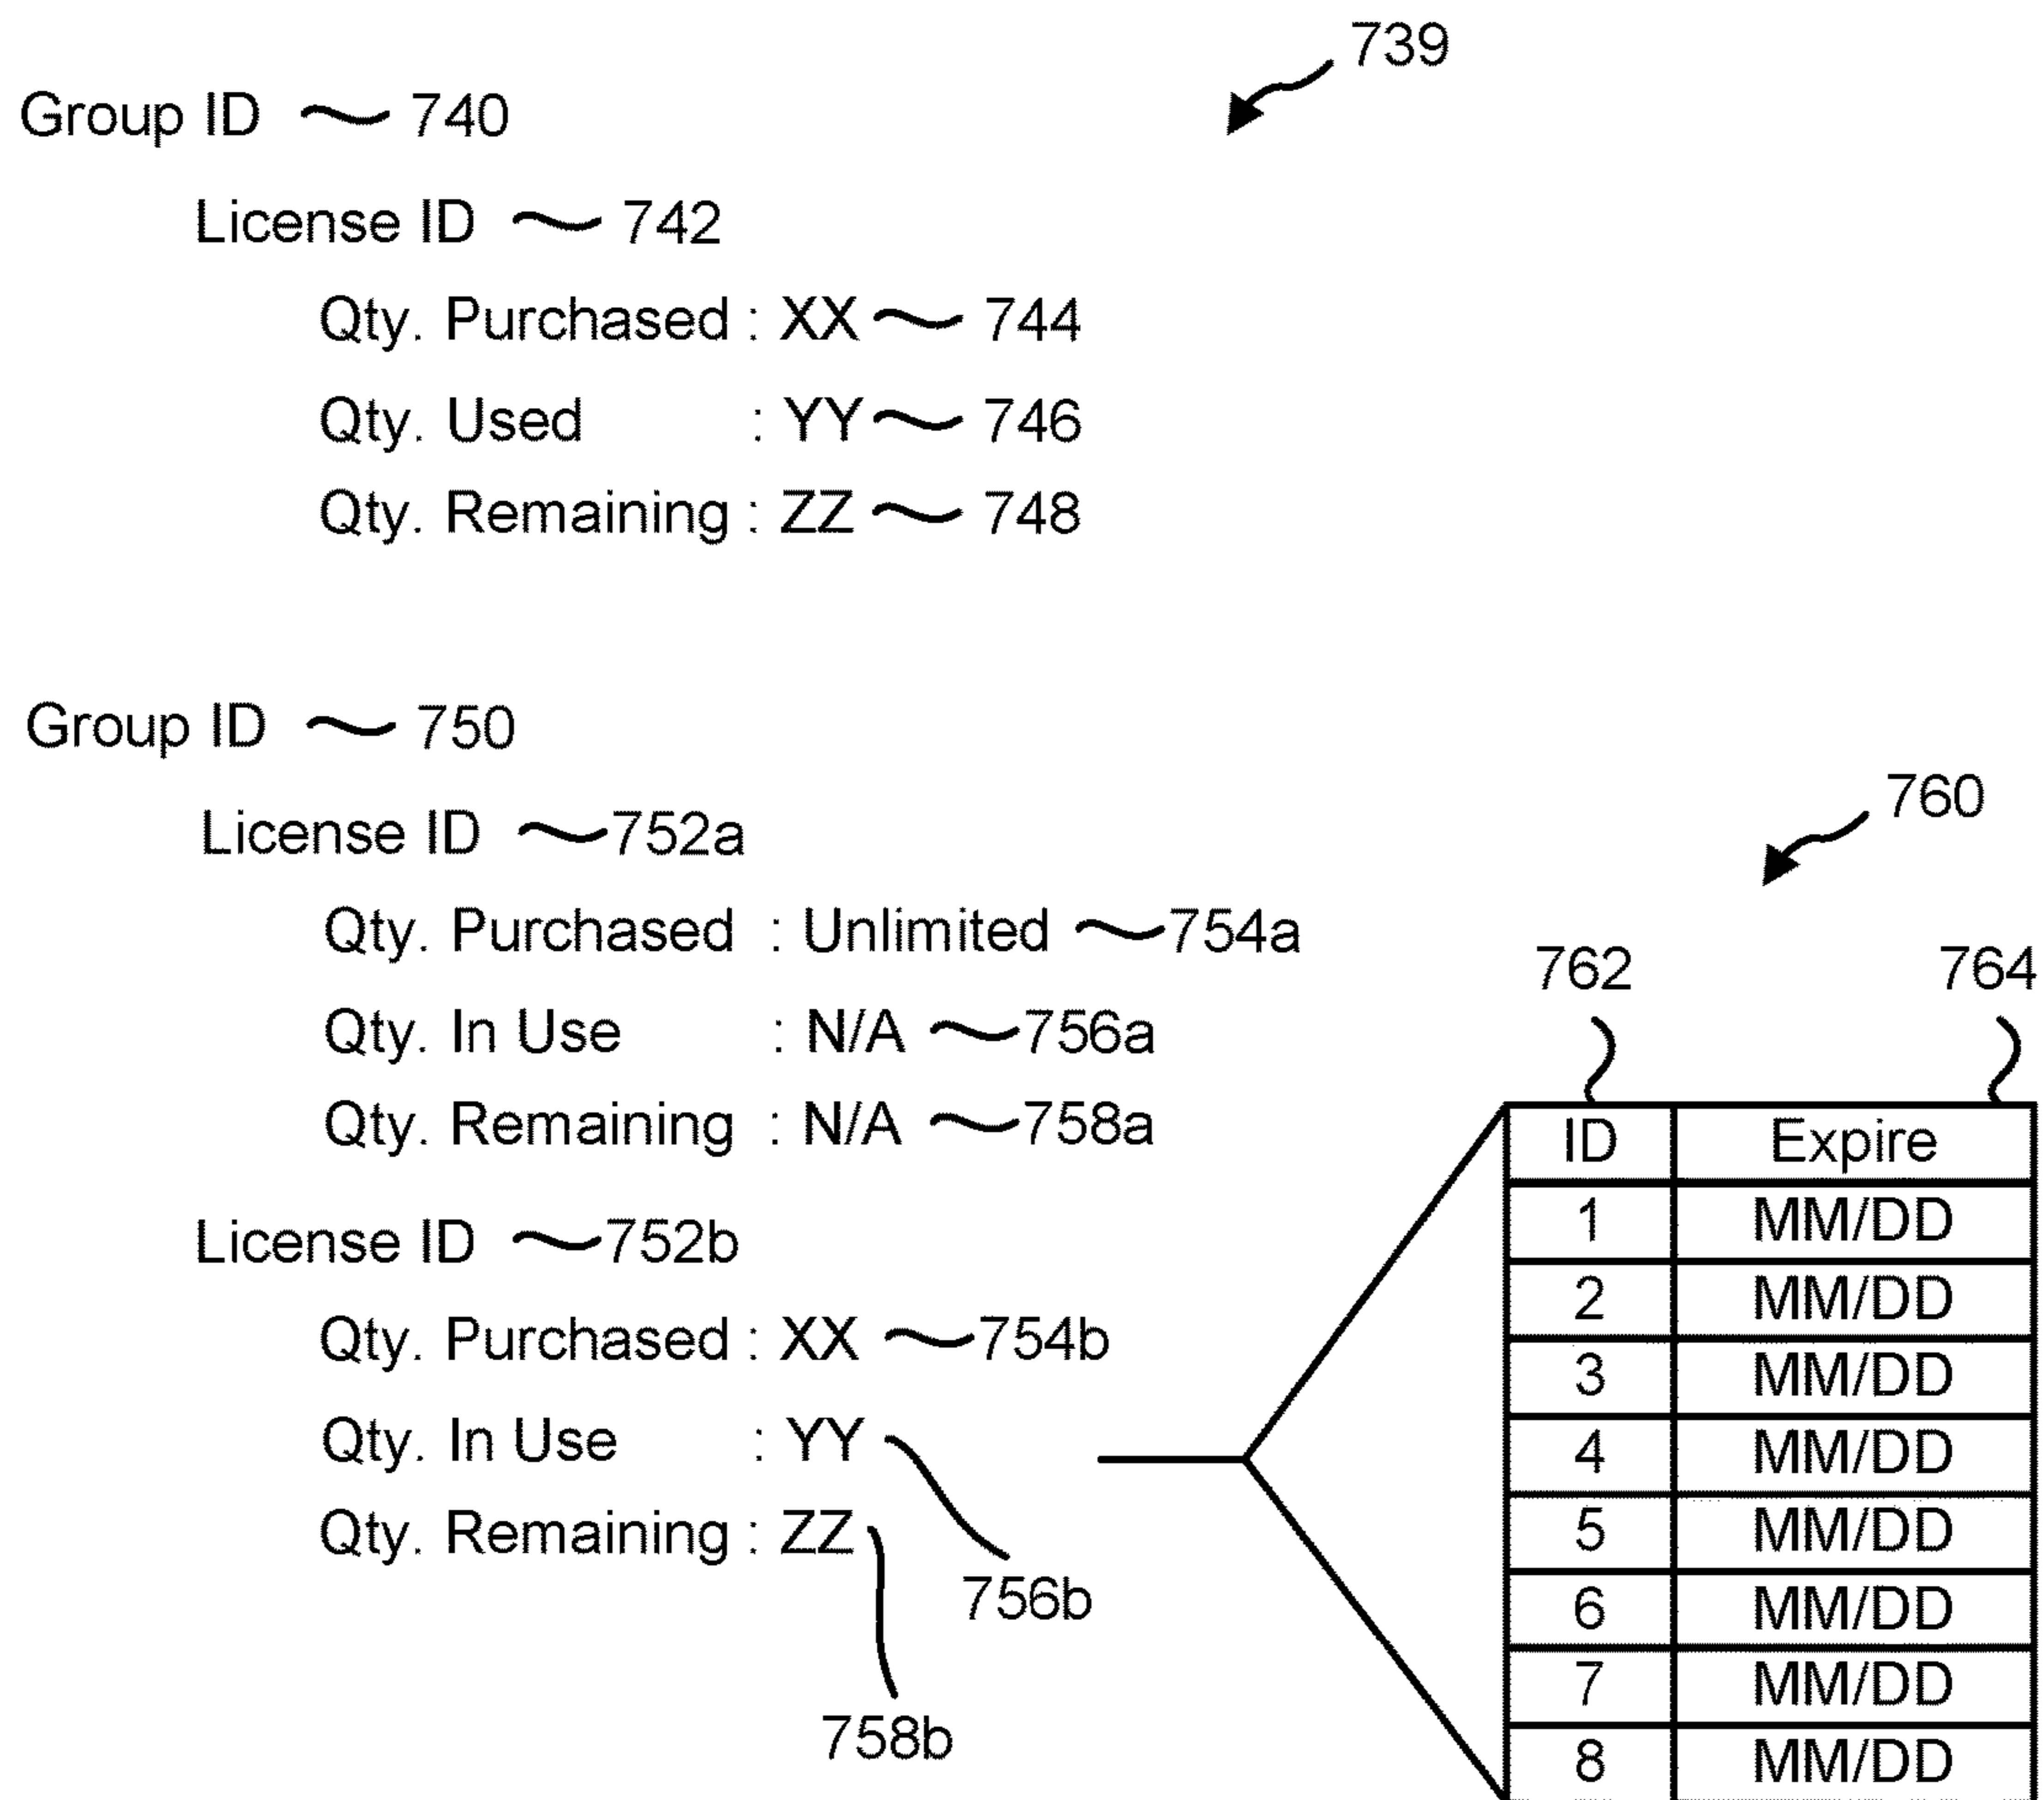 739
Group ID 740
License ID 742
Qty. Purchased : XX 744
Qty. Used : YY 746
Qty. Remaining : ZZ 748
Group ID 750
760
License ID 752a
Qty. Purchased : Unlimited 754a
762 764
Qty. In Use : N/A 756a
Qty. Remaining : N/A 758a
License ID 752b
Qty. Purchased : XX 754b
Qty. In Use : YY 756b
Qty. Remaining : ZZ 758b
ID Expire
1 MM/DD
2 MM/DD
3 MM/DD
4 MM/DD
5 MM/DD
6 MM/DD
7 MM/DD
8 MM/DD